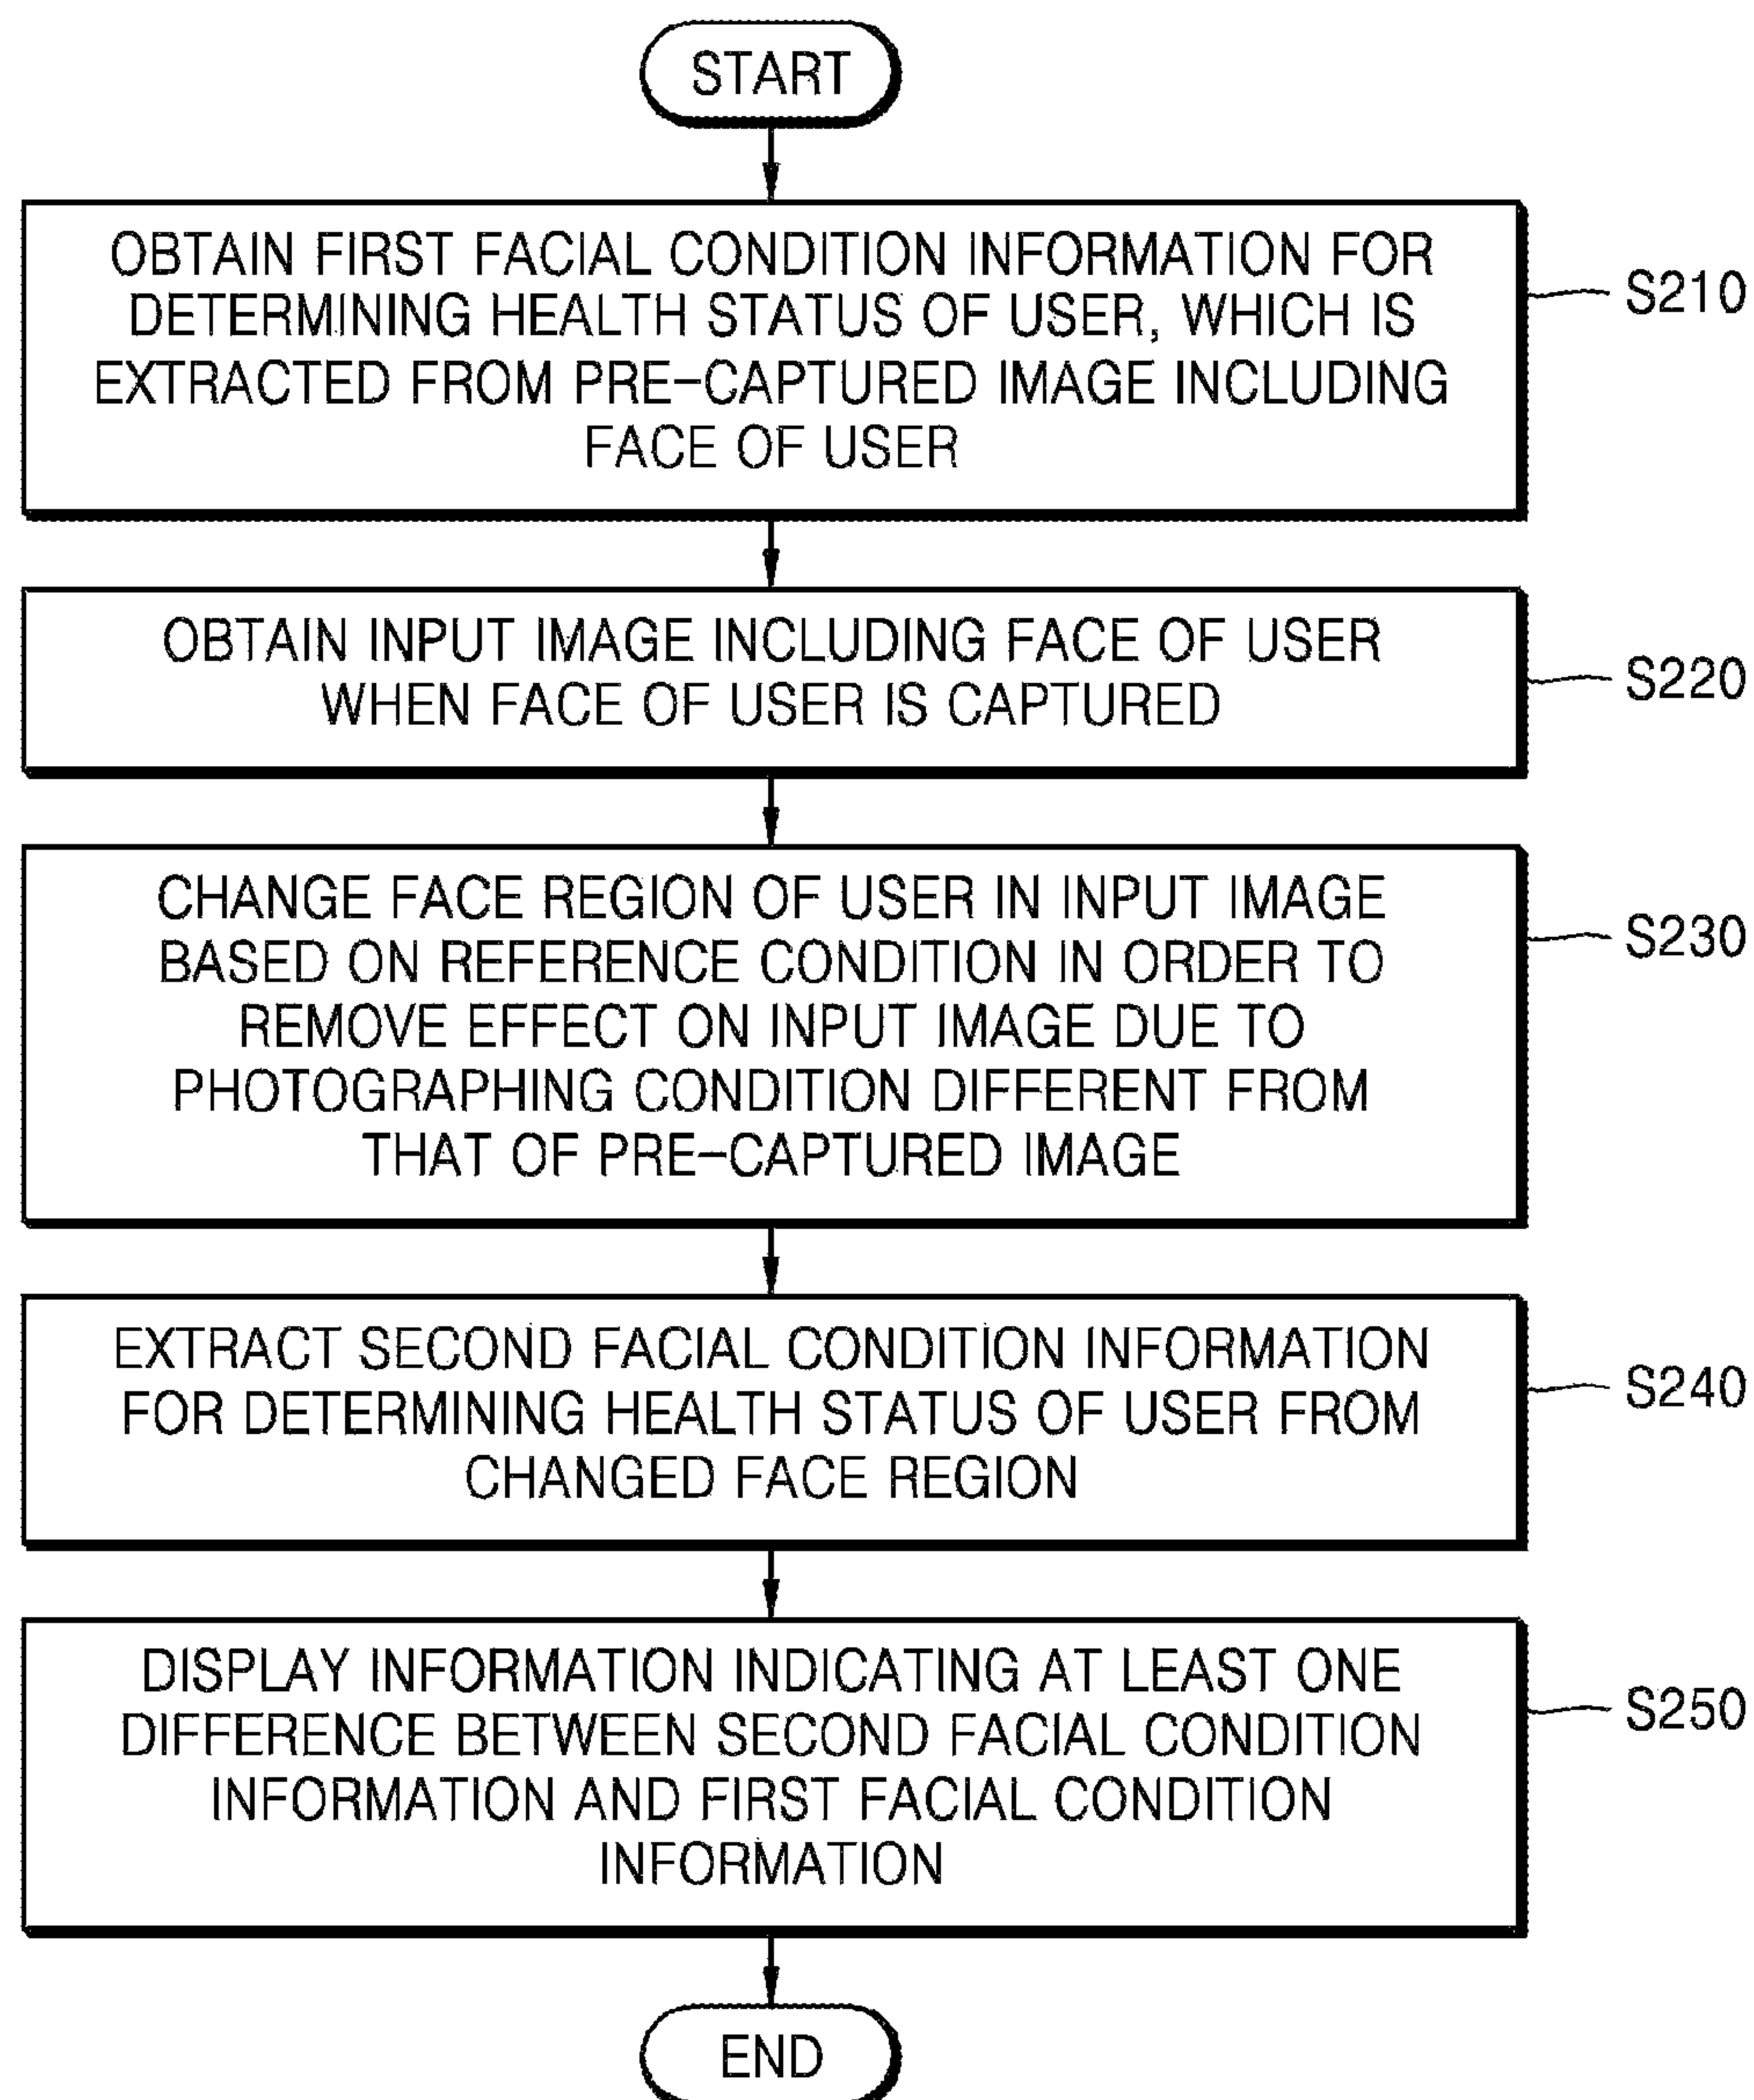 START
OBTAIN FIRST FACIAL CONDITION INFORMATION FOR
DETERMINING HEALTH STATUS OF USER, WHICH IS
EXTRACTED FROM PRE-CAPTURED IMAGE INCLUDING
FACE OF USER
S210
OBTAIN INPUT IMAGE INCLUDING FACE OF USER
WHEN FACE OF USER IS CAPTURED
S220
CHANGE FACE REGION OF USER IN INPUT IMAGE
BASED ON REFERENCE CONDITION IN ORDER TO
REMOVE EFFECT ON INPUT IMAGE DUE TO
PHOTOGRAPHING CONDITION DIFFERENT FROM
THAT OF PRE-CAPTURED IMAGE
S230
EXTRACT SECOND FACIAL CONDITION INFORMATION
FOR DETERMINING HEALTH STATUS OF USER FROM
CHANGED FACE REGION
S240
DISPLAY INFORMATION INDICATING AT LEAST ONE
DIFFERENCE BETWEEN SECOND FACIAL CONDITION
INFORMATION AND FIRST FACIAL CONDITION
INFORMATION
S250
END